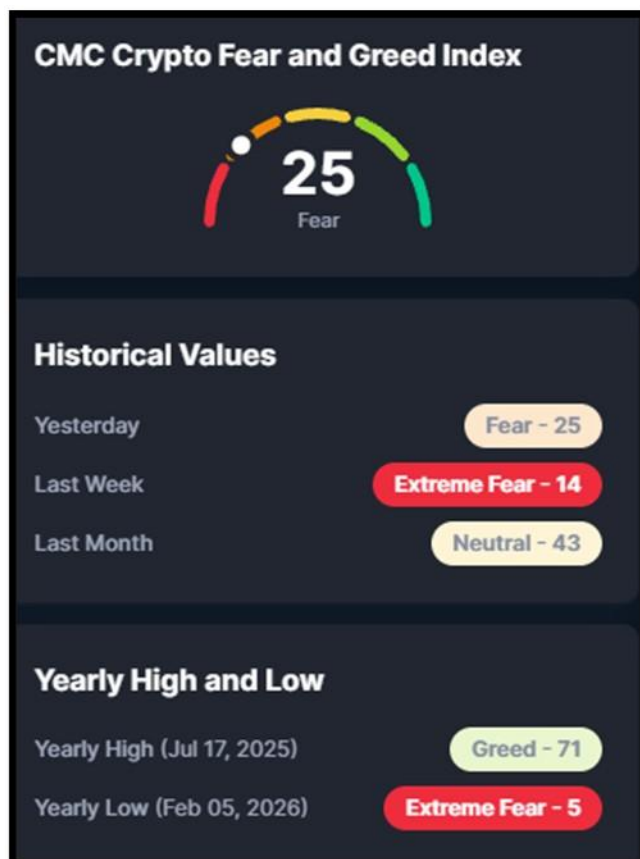 CMC Crypto Fear and Greed Index
25
Fear
Historical Values
Yesterday Fear - 25
Last Week Extreme Fear - 14
Last Month Neutral - 43
Yearly High and Low
Yearly High (Jul 17, 2025) Greed - 71
Yearly Low (Feb 05, 2026) Extreme Fear - 5